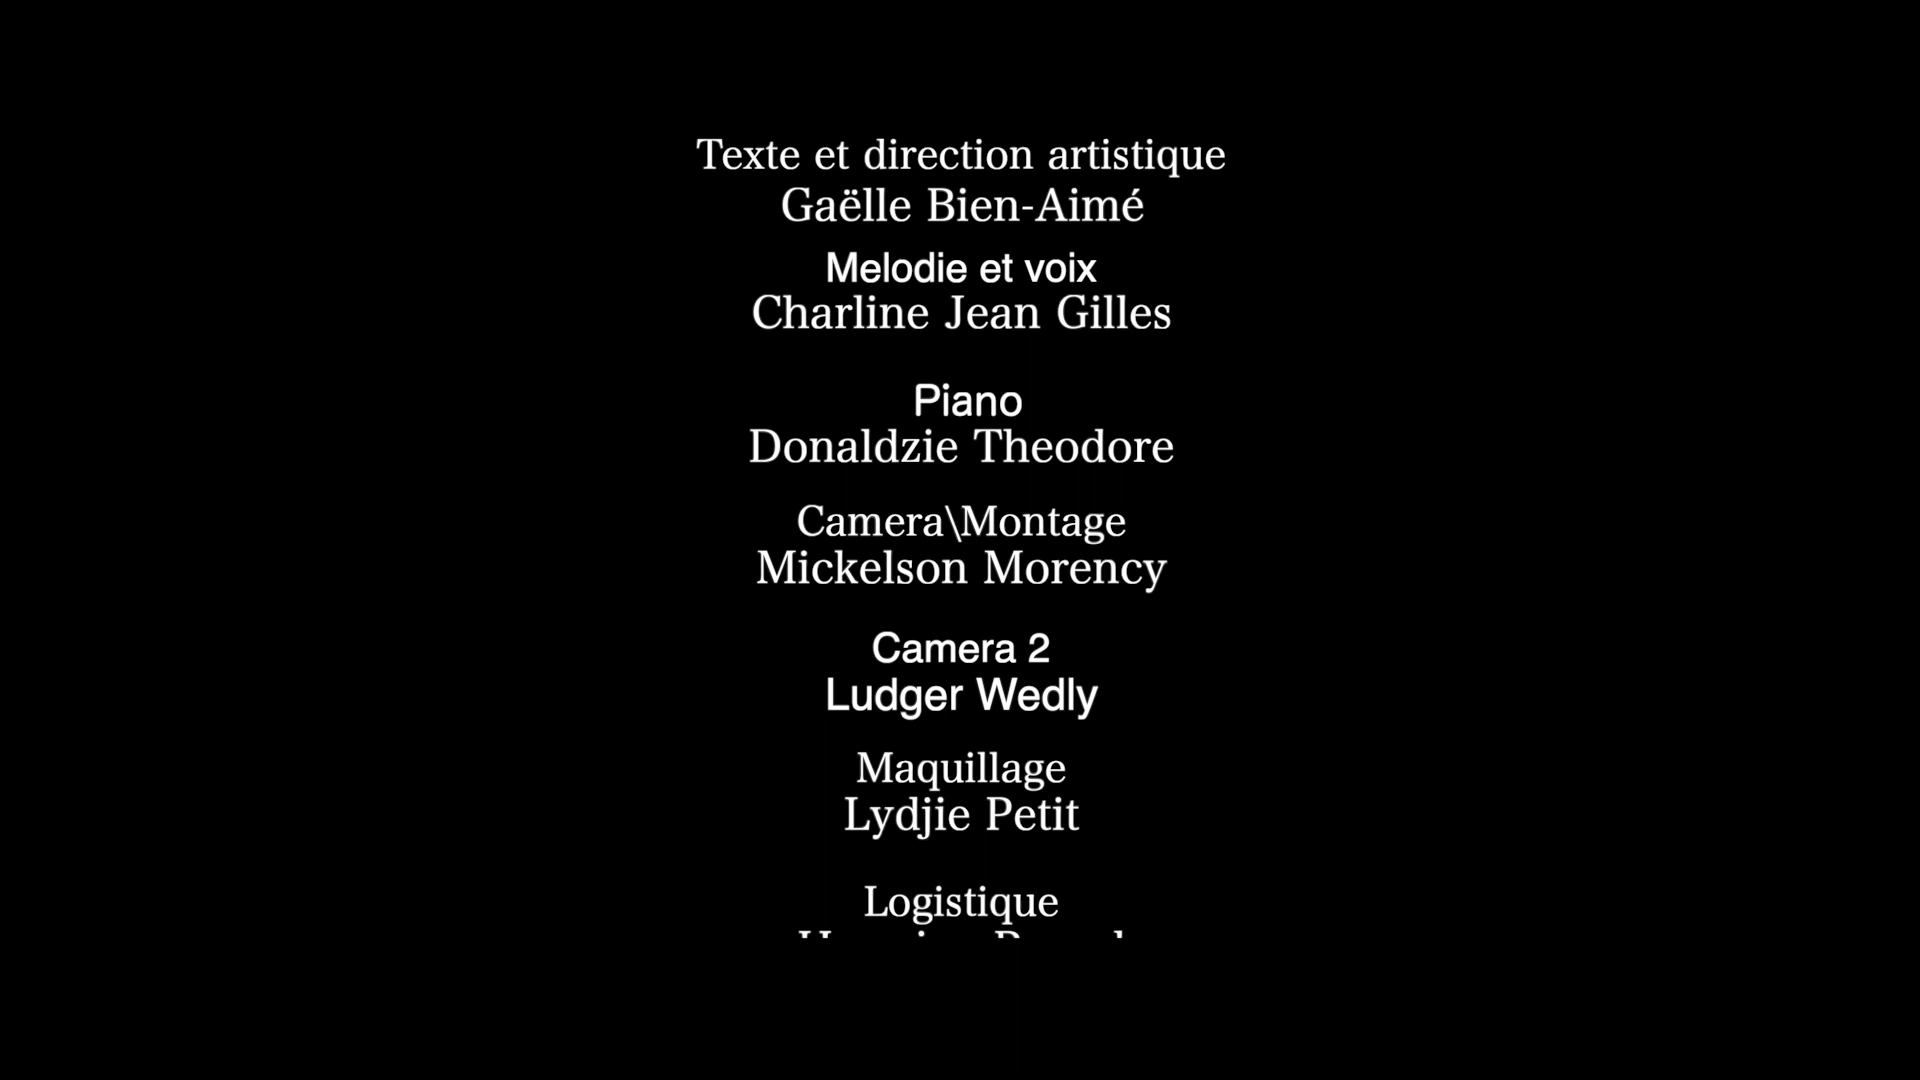 Texte et direction artistique
Gaëlle Bien-Aimé
Melodie et voix
Charline Jean Gilles
Piano
Donaldzie Theodore
Camera\Montage
Mickelson Morency
Camera 2
Ludger Wedly
Maquillage
Lydjie Petit
Logistique